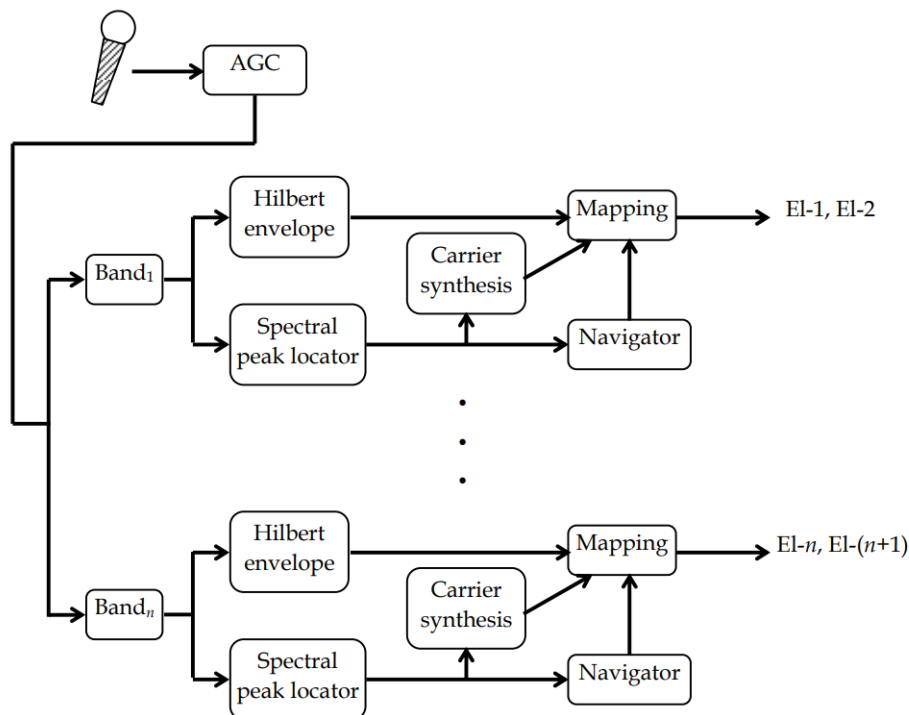 AGC
Hilbert
envelope
Mapping
El-1, El-2
Carrier
synthesis
Band₁
Spectral
peak locator
Navigator
Hilbert
envelope
Mapping
El-n, El-(n+1)
Carrier
synthesis
Bandₙ
Spectral
peak locator
Navigator